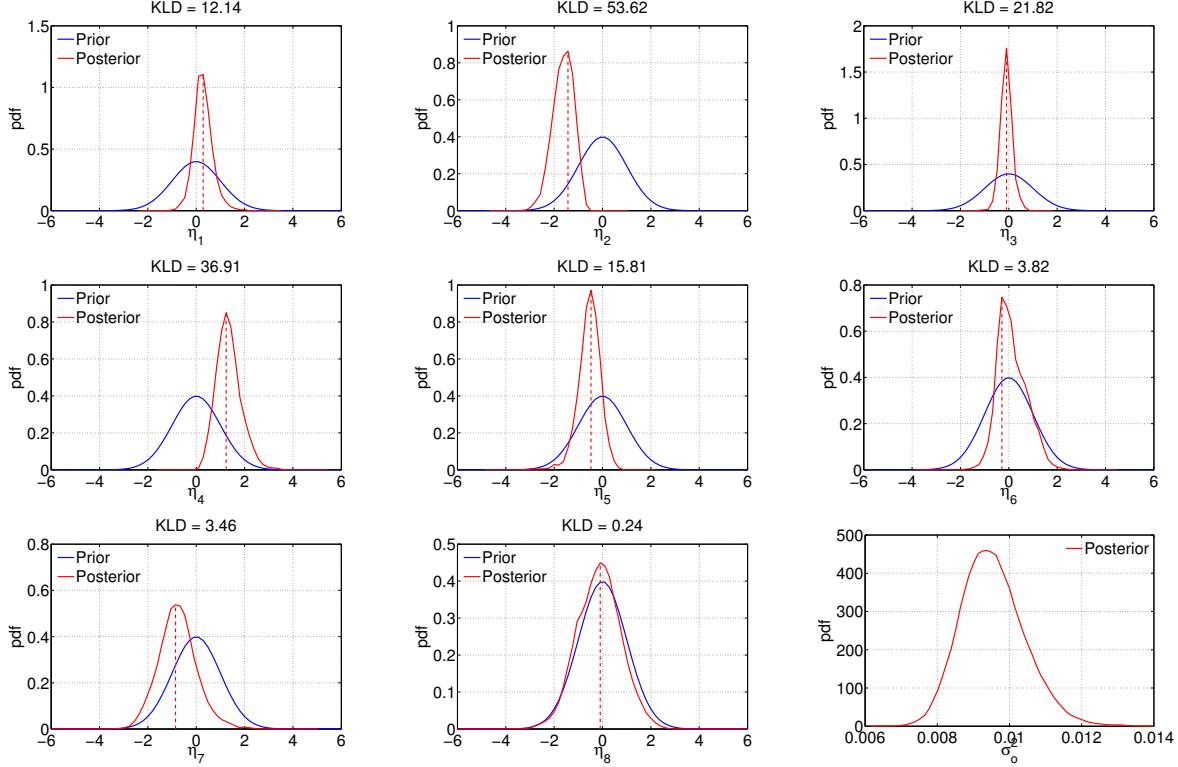 KLD = 12.14
1.5
1
0.5
0
pdf
Prior
Posterior
−6 −4 −2 0 2 4 6
η1
KLD = 53.62
1
0.8
0.6
0.4
0.2
0
pdf
Prior
Posterior
−6 −4 −2 0 2 4 6
η2
KLD = 21.82
2
1.5
1
0.5
0
pdf
Prior
Posterior
−6 −4 −2 0 2 4 6
η3
KLD = 36.91
1
0.8
0.6
0.4
0.2
0
pdf
Prior
Posterior
−6 −4 −2 0 2 4 6
η4
KLD = 15.81
1
0.8
0.6
0.4
0.2
0
pdf
Prior
Posterior
−6 −4 −2 0 2 4 6
η5
KLD = 3.82
0.8
0.6
0.4
0.2
0
pdf
Prior
Posterior
−6 −4 −2 0 2 4 6
η6
KLD = 3.46
0.8
0.6
0.4
0.2
0
pdf
Prior
Posterior
−6 −4 −2 0 2 4 6
η7
KLD = 0.24
0.5
0.4
0.3
0.2
0.1
0
pdf
Prior
Posterior
−6 −4 −2 0 2 4 6
η8
500
400
300
200
100
0
pdf
Posterior
0.006 0.008 0.01 0.012 0.014
σo²